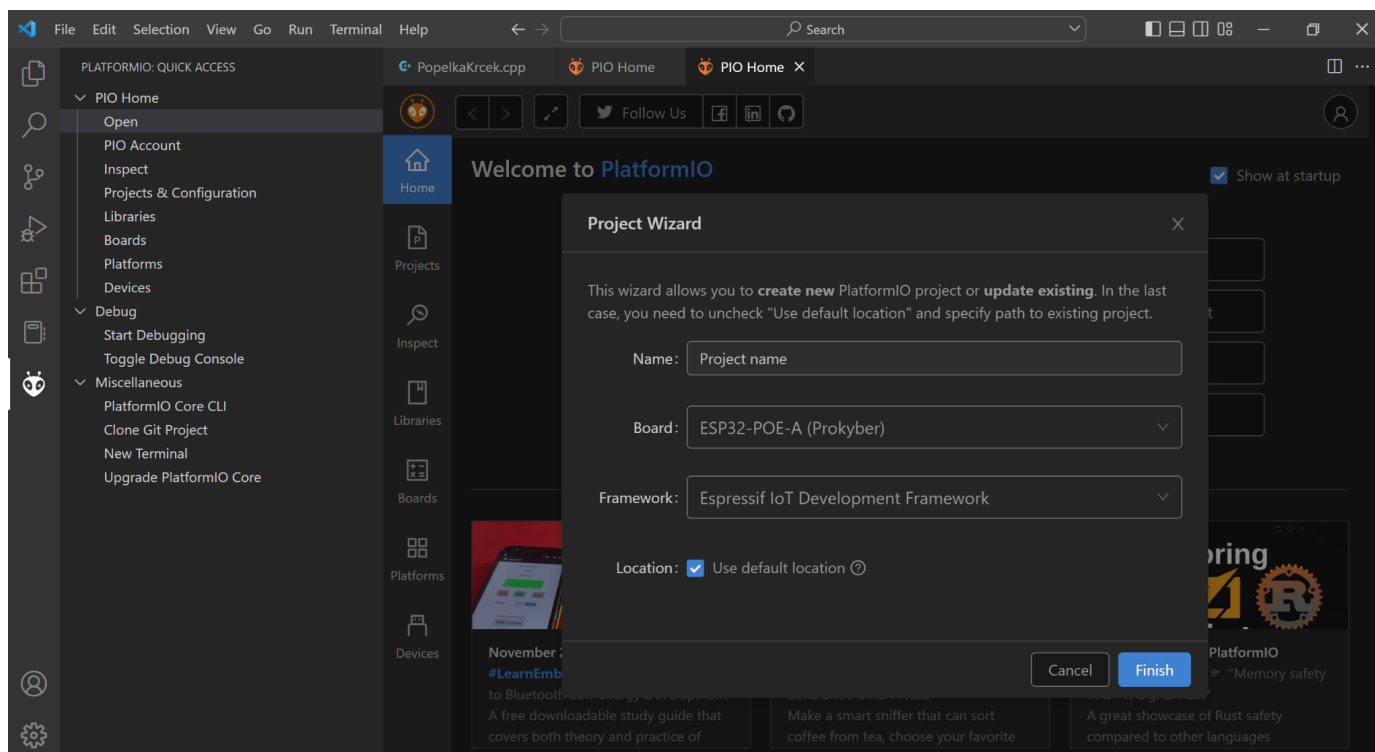 File Edit Selection View Go Run Terminal Help
Search
PLATFORMIO: QUICK ACCESS
PopelkaKrcek.cpp
PIO Home
PIO Home
PIO Home
Open
PIO Account
Inspect
Projects & Configuration
Libraries
Boards
Platforms
Devices
Debug
Start Debugging
Toggle Debug Console
Miscellaneous
PlatformIO Core CLI
Clone Git Project
New Terminal
Upgrade PlatformIO Core
Follow Us
Home
Projects
Inspect
Libraries
Boards
Platforms
Devices
Welcome to PlatformIO
Show at startup
Project Wizard
This wizard allows you to create new PlatformIO project or update existing. In the last
case, you need to uncheck "Use default location" and specify path to existing project.
Name: Project name
Board: ESP32-POE-A (Prokyber)
Framework: Espressif IoT Development Framework
Location: Use default location
Cancel Finish
November
#LearnEmb
to Bluetooth
A free downloadable study guide that
covers both theory and practice of
Make a smart sniffer that can sort
coffee from tea, choose your favorite
oring
PlatformIO
"Memory safety
A great showcase of Rust safety
compared to other languages